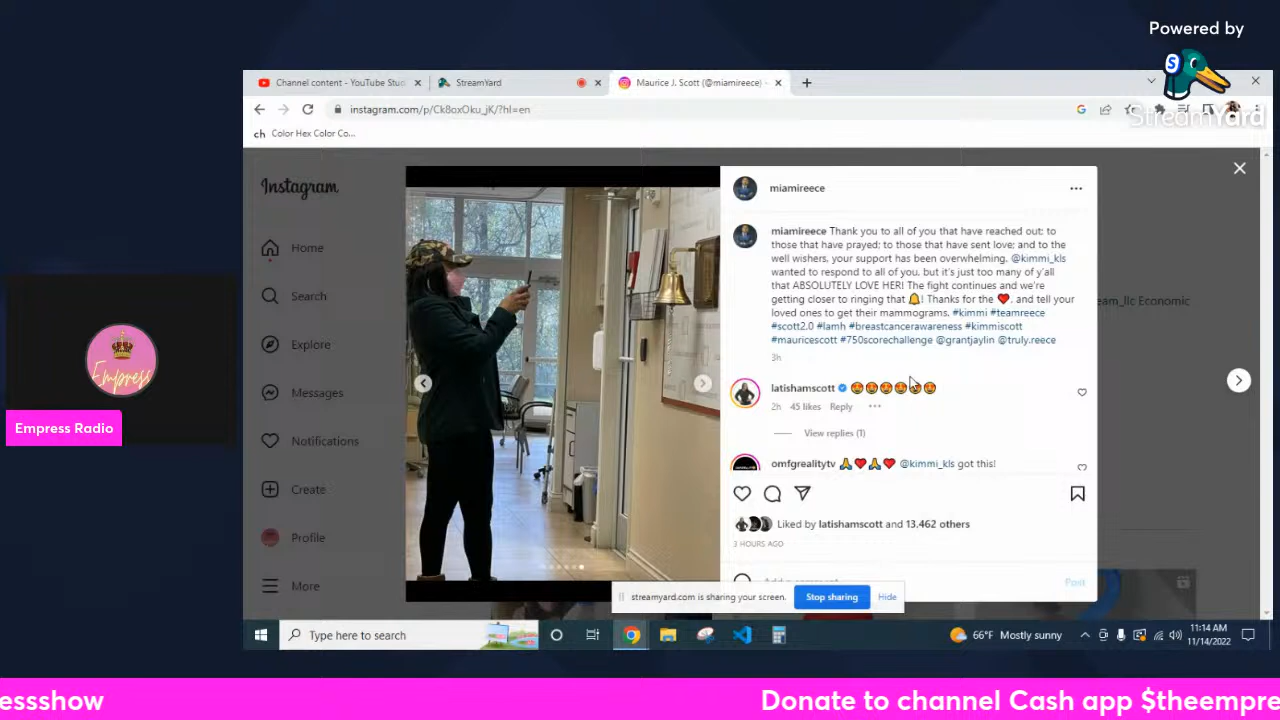 Powered by
StreamYard
Channel content - YouTube Stud
StreamYard
Maurice J. Scott (@miamireece) -
instagram.com/p/Ck8oxOku_jK/?hl=en
ch Color Hex Color Co...
Instagram
Home
Search
Explore
Messages
Notifications
Create
Profile
More
miamireece
miamireece Thank you to all of you that have reached out; to
those that have prayed; to those that have sent love; and to the
well wishers, your support has been overwhelming. @kimmi_kls
wanted to respond to all of you, but it's just too many of y'all
that ABSOLUTELY LOVE HER! The fight continues and we're
getting closer to ringing that 🔔! Thanks for the ❤️, and tell your
loved ones to get their mammograms. #kimmi #teamreece
#scott2.0 #lamh #breastcancerawareness #kimmiscott
#mauricescott #750scorechallenge @grantjaylin @truly.reece
3h
latishamscott 😍😍😍😍😍😍
2h 45 likes Reply
View replies (1)
omfgrealitytv 🙏❤️🙏❤️ @kimmi_kls got this!
Liked by latishamscott and 13.462 others
3 HOURS AGO
Post
eam_llc Economic
streamyard.com is sharing your screen.
Stop sharing
Hide
Empress
Empress Radio
Type here to search
66°F Mostly sunny
11:14 AM
11/14/2022
essshow
Donate to channel Cash app $theempre